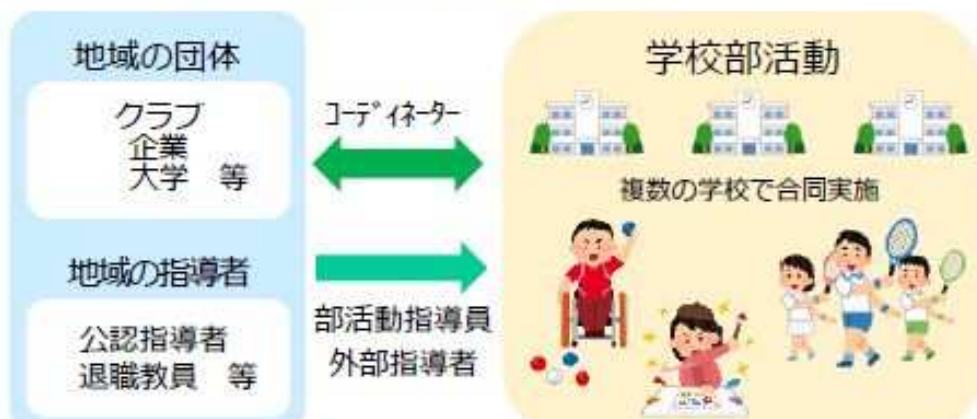 地域の団体
クラブ
企業
大学　等
地域の指導者
公認指導者
退職教員　等
ｺｰﾃﾞｨﾈｰﾀｰ
部活動指導員
外部指導者
学校部活動
複数の学校で合同実施